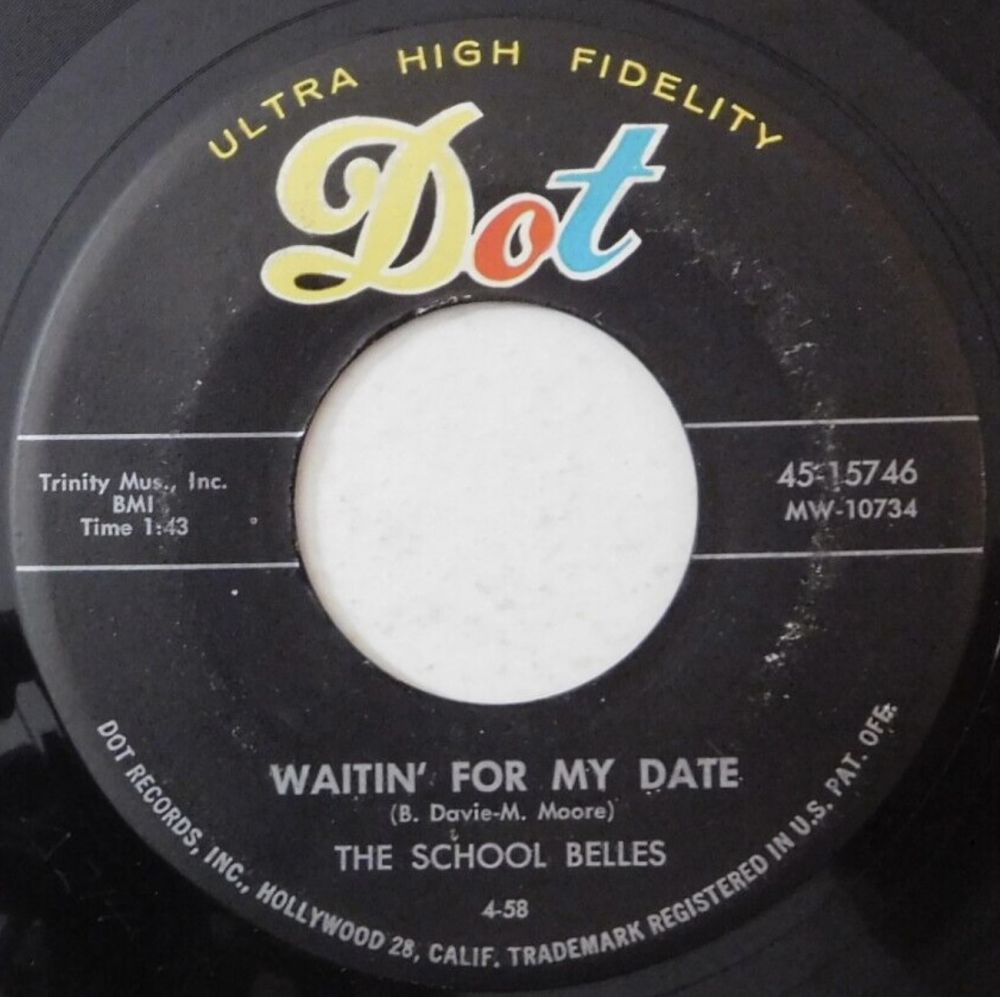 ULTRA HIGH FIDELITY
Dot
Trinity Mus., Inc.
BMI
Time 1:43
45-15746
MW-10734
WAITIN' FOR MY DATE
(B. Davie-M. Moore)
THE SCHOOL BELLES
4-58
DOT RECORDS, INC., HOLLYWOOD 28, CALIF. TRADEMARK REGISTERED IN U.S. PAT. OFF.